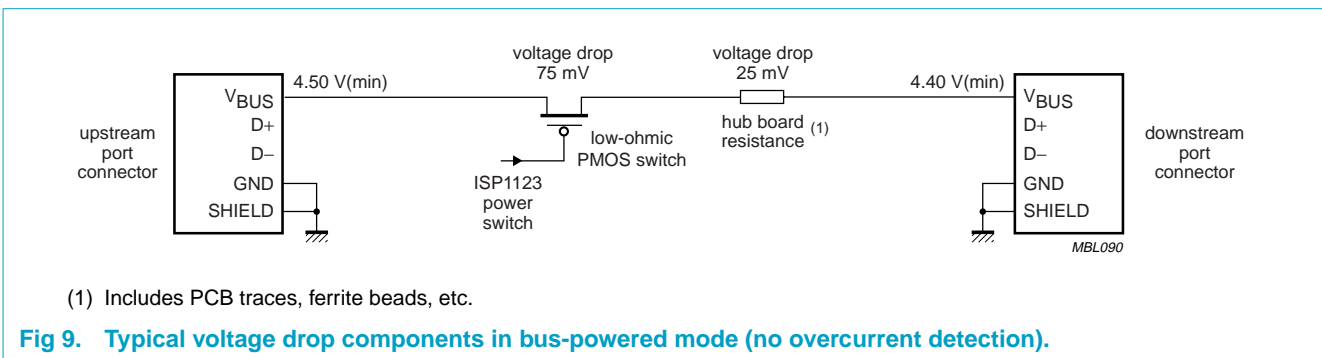 voltage drop
75 mV
voltage drop
25 mV
4.50 V(min)
4.40 V(min)
upstream
port
connector
VBUS
D+
D−
GND
SHIELD
low-ohmic
PMOS switch
ISP1123
power
switch
hub board
resistance (1)
VBUS
D+
D−
GND
SHIELD
downstream
port
connector
MBL090
(1) Includes PCB traces, ferrite beads, etc.
Fig 9. Typical voltage drop components in bus-powered mode (no overcurrent detection).